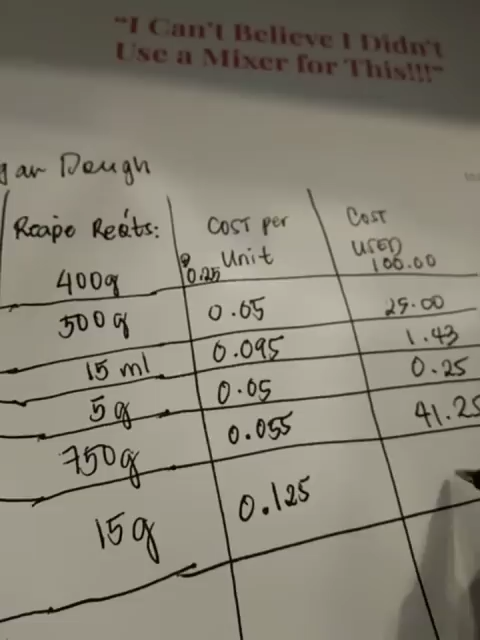 "I Can't Believe I Didn't
Use a Mixer for This!!!"
Dough
Recipe Req'ts: Cost per Unit Cost Used
400g 0.25 100.00
500g 0.05 25.00
15 ml 0.095 1.43
5g 0.05 0.25
750g 0.055 41.25
15g 0.125